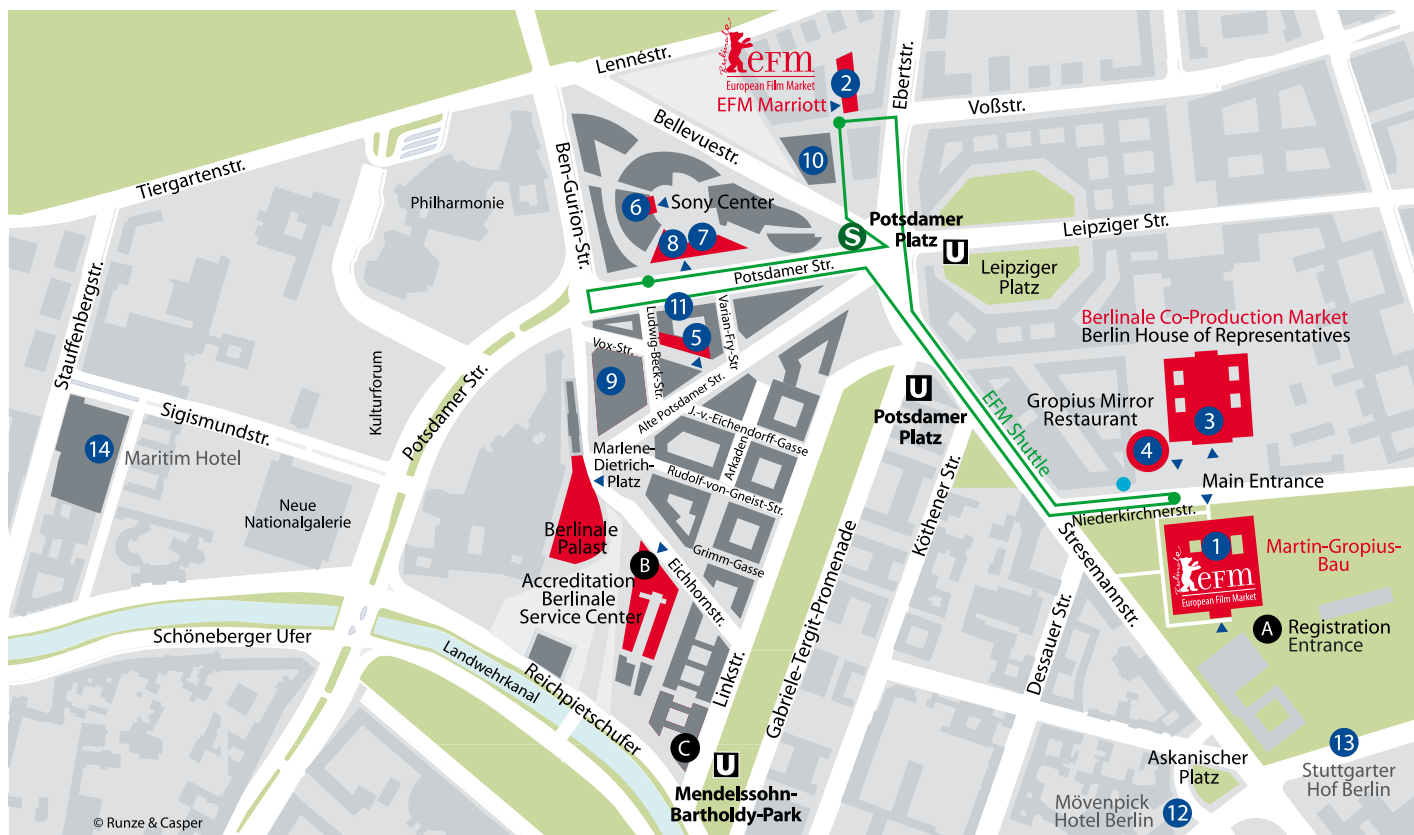 Lennéstr.
Berlinale
EFM
European Film Market
EFM Marriott
2
Ebertstr.
Voßstr.
Bellevuestr.
10
Tiergartenstr.
Ben-Gurion-Str.
Philharmonie
6
Sony Center
8
7
S
Potsdamer
Platz
U
Leipziger Str.
Leipziger
Platz
Potsdamer Str.
11
5
Ludwig-Beck-Str.
Varian-Fry-Str
Vox-Str.
9
Alte Potsdamer Str.
Berlinale Co-Production Market
Berlin House of Representatives
Gropius Mirror
Restaurant
3
4
U
Potsdamer
Platz
EFM Shuttle
Stauffenbergstr.
Kulturforum
Potsdamer Str.
Sigismundstr.
14
Maritim Hotel
J.-v.-Eichendorff-Gasse
Arkaden
Marlene-
Dietrich-
Platz
Rudolf-von-Gneist-Str.
Main Entrance
Niederkirchnerstr.
Neue
Nationalgalerie
Berlinale
Palast
Grimm-Gasse
Köthener Str.
Stresemannstr.
1
Berlinale
EFM
European Film Market
Martin-Gropius-
Bau
B
Accreditation
Berlinale
Service Center
Eichhornstr.
A
Registration
Entrance
Schöneberger Ufer
Landwehrkanal
Reichpietschufer
Linkstr.
Gabriele-Tergit-Promenade
Dessauer Str.
C
U
Mendelssohn-
Bartholdy-Park
Askanischer
Platz
13
Stuttgarter
Hof Berlin
Mövenpick
Hotel Berlin
12
© Runze & Casper